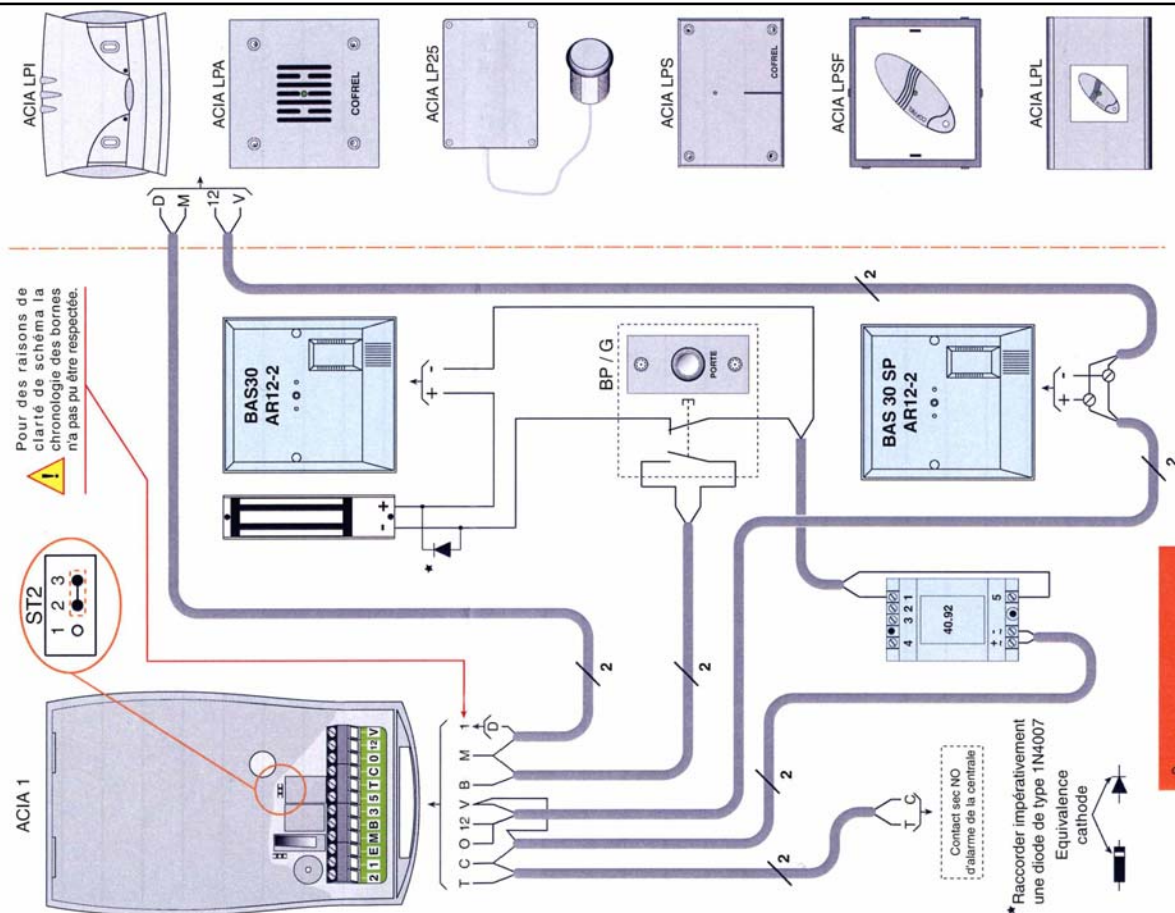 ACIA LPI
ACIA LPA
COFREL
ACIA LP25
ACIA LPS
COFREL
ACIA LPSF
ACIA LPL
D
M
12
V
Pour des raisons de
clarté de schéma la
chronologie des bornes
n'a pas pu être respectée.
!
BAS30
AR12-2
+ -
- +
*
BP / G
PORTE
BAS 30 SP
AR12-2
+ -
2
2
ST2
1 2 3
ACIA 1
2 1 E M B 3 5 T C 0 12 V
T C O 12 V B M 1
D
2
2
2
2
4 3 2 1
40.92
+ -
~ ~
5
T C
Contact sec NO
d'alarme de la centrale
* Raccorder impérativement
une diode de type 1N4007
Equivalence
cathode